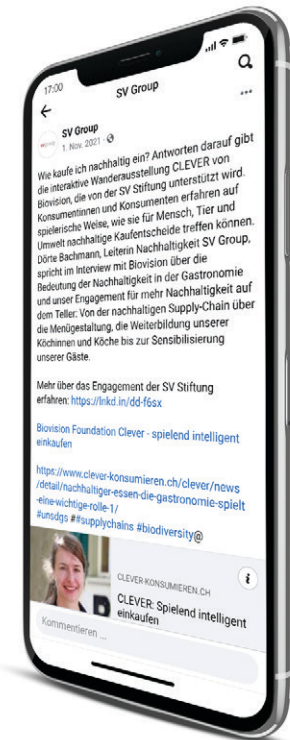 17:00
SV Group
SV Group
1. Nov. 2021 ·
Wie kaufe ich nachhaltig ein? Antworten darauf gibt
die interaktive Wanderausstellung CLEVER von
Biovision, die von der SV Stiftung unterstützt wird.
Konsumentinnen und Konsumenten erfahren auf
spielerische Weise, wie sie für Mensch, Tier und
Umwelt nachhaltige Kaufentscheide treffen können.
Dörte Bachmann, Leiterin Nachhaltigkeit SV Group,
spricht im Interview mit Biovision über die
Bedeutung der Nachhaltigkeit in der Gastronomie
und unser Engagement für mehr Nachhaltigkeit auf
dem Teller: Von der nachhaltigen Supply-Chain über
die Menügestaltung, die Weiterbildung unserer
Köchinnen und Köche bis zur Sensibilisierung
unserer Gäste.
Mehr über das Engagement der SV Stiftung
erfahren: https://lnkd.in/dd-f6sx
Biovision Foundation Clever - spielend intelligent
einkaufen
https://www.clever-konsumieren.ch/clever/news
/detail/nachhaltiger-essen-die-gastronomie-spielt
-eine-wichtige-rolle-1/
#unsdgs ##supplychains #biodiversity@
CLEVER-KONSUMIEREN.CH
CLEVER: Spielend intelligent
einkaufen
Kommentieren ...